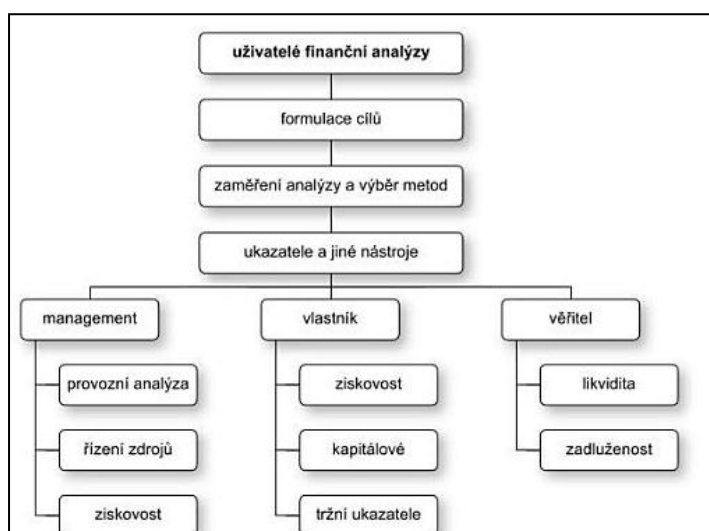 uživatelé finanční analýzy
formulace cílů
zaměření analýzy a výběr metod
ukazatele a jiné nástroje
management
vlastník
věřitel
provozní analýza
ziskovost
likvidita
řízení zdrojů
kapitálové
zadluženost
ziskovost
tržní ukazatele